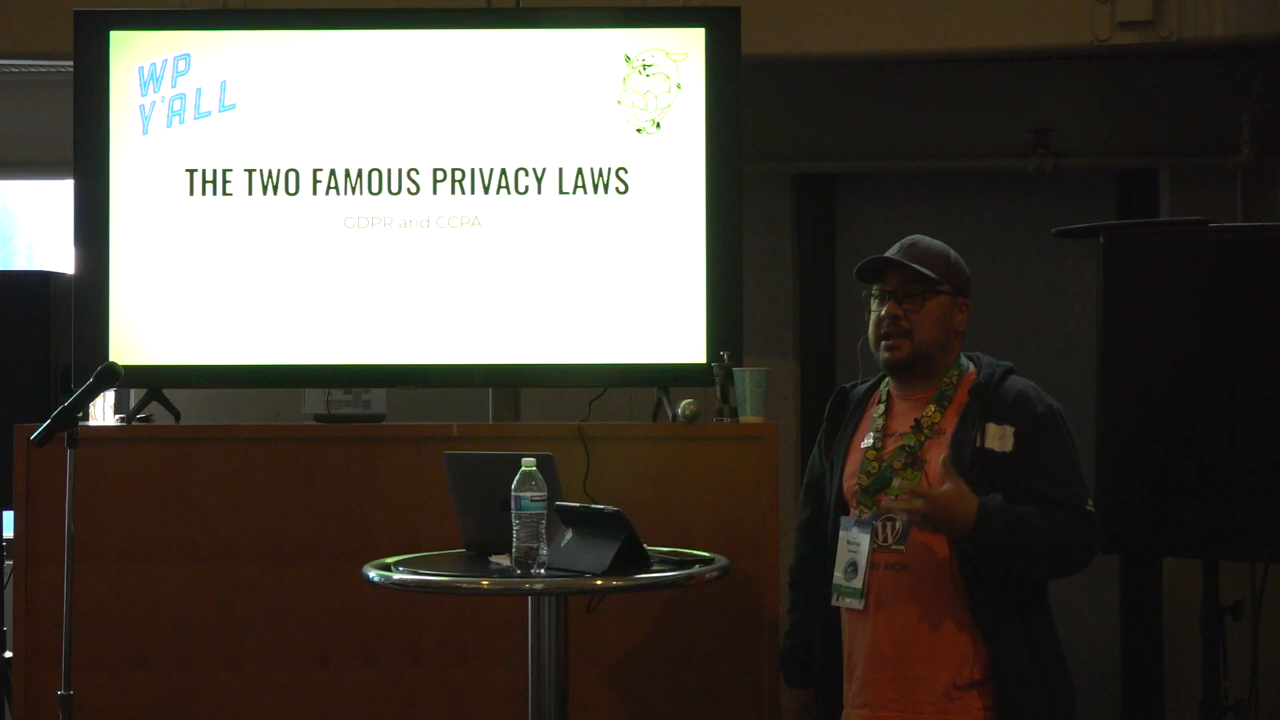 WP
Y'ALL
THE TWO FAMOUS PRIVACY LAWS
GDPR and CCPA
W